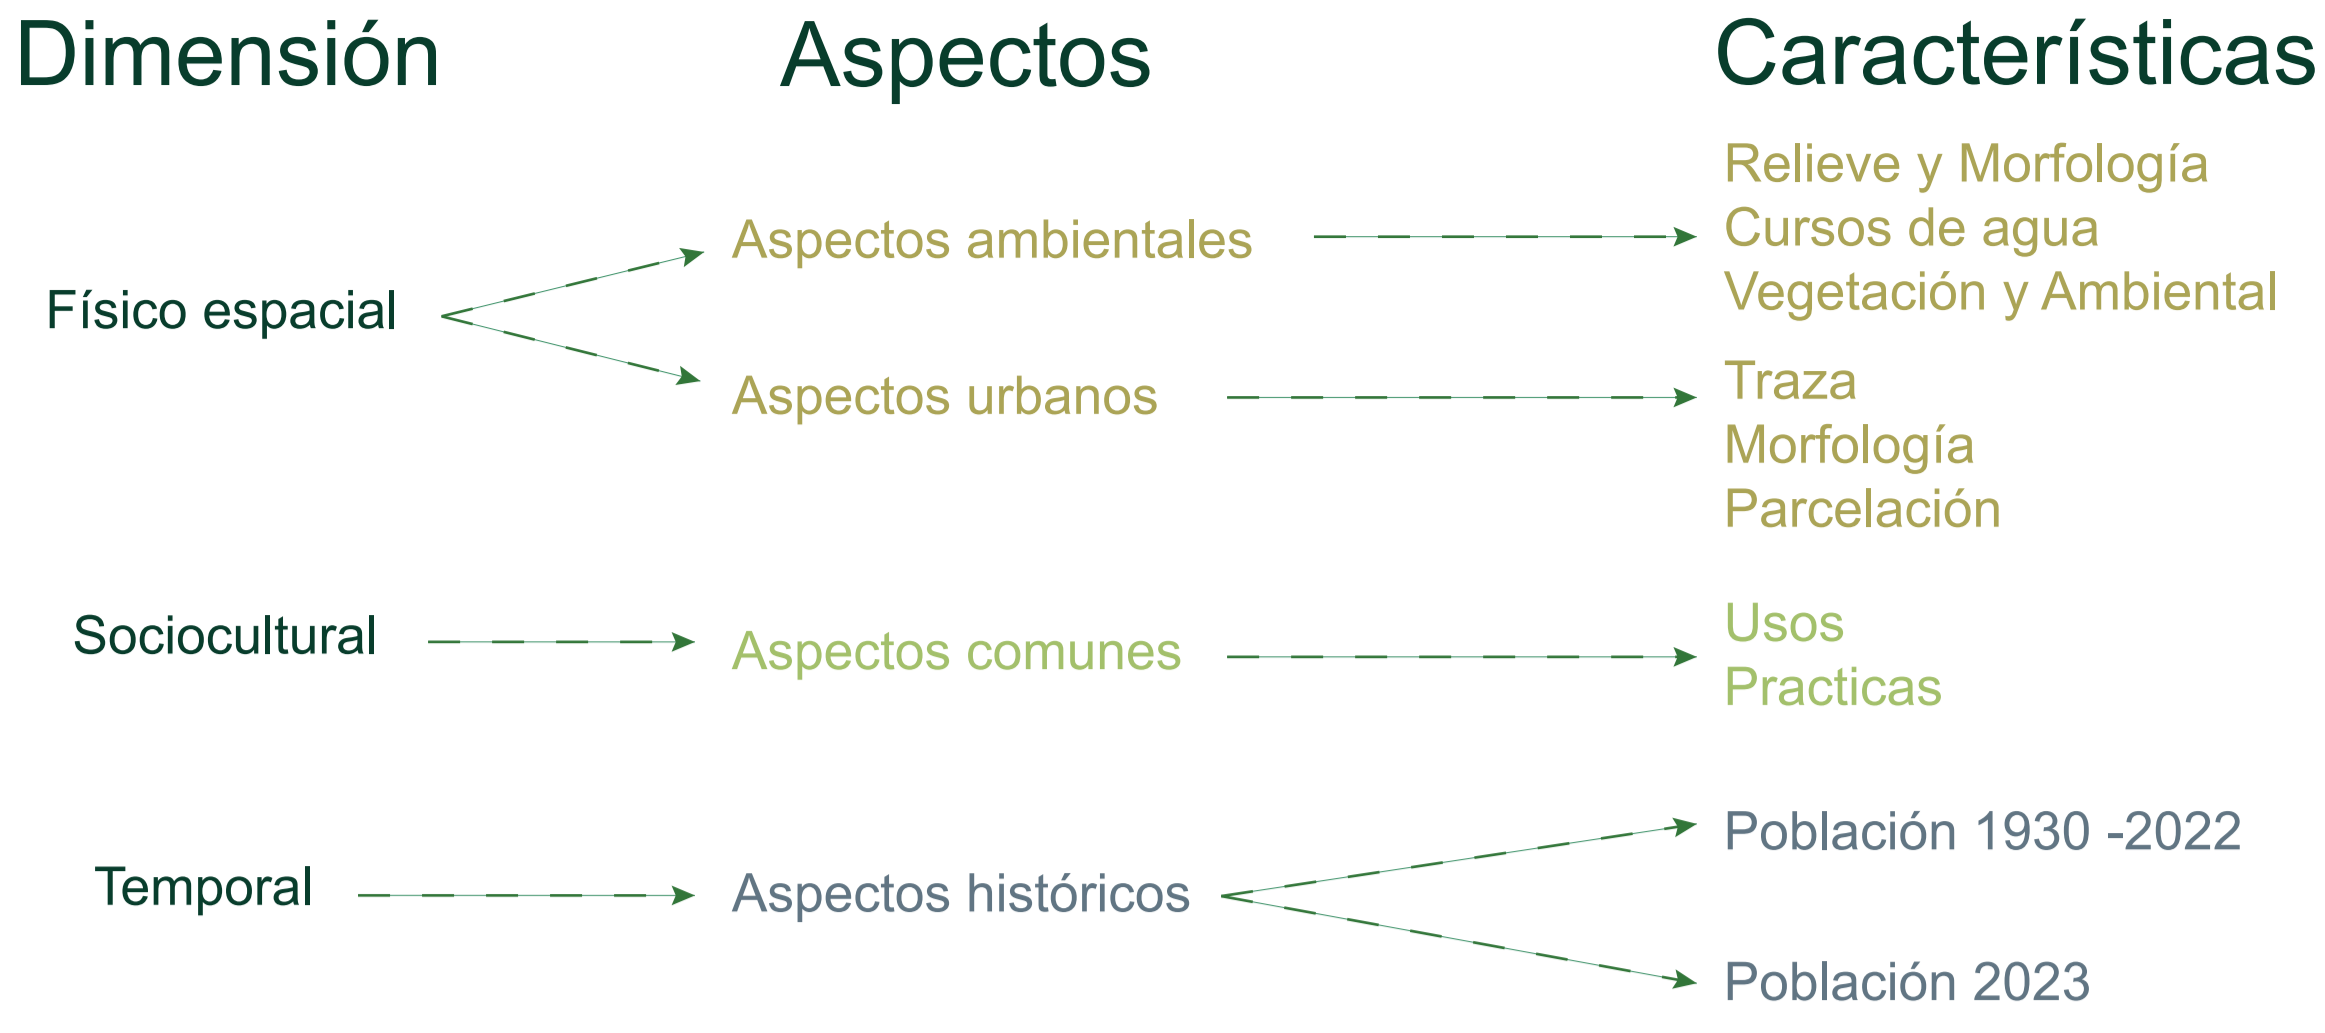 Dimensión
Aspectos
Características
Físico espacial
Aspectos ambientales
Relieve y Morfología
Cursos de agua
Vegetación y Ambiental
Aspectos urbanos
Traza
Morfología
Parcelación
Sociocultural
Aspectos comunes
Usos
Practicas
Temporal
Aspectos históricos
Población 1930 -2022
Población 2023